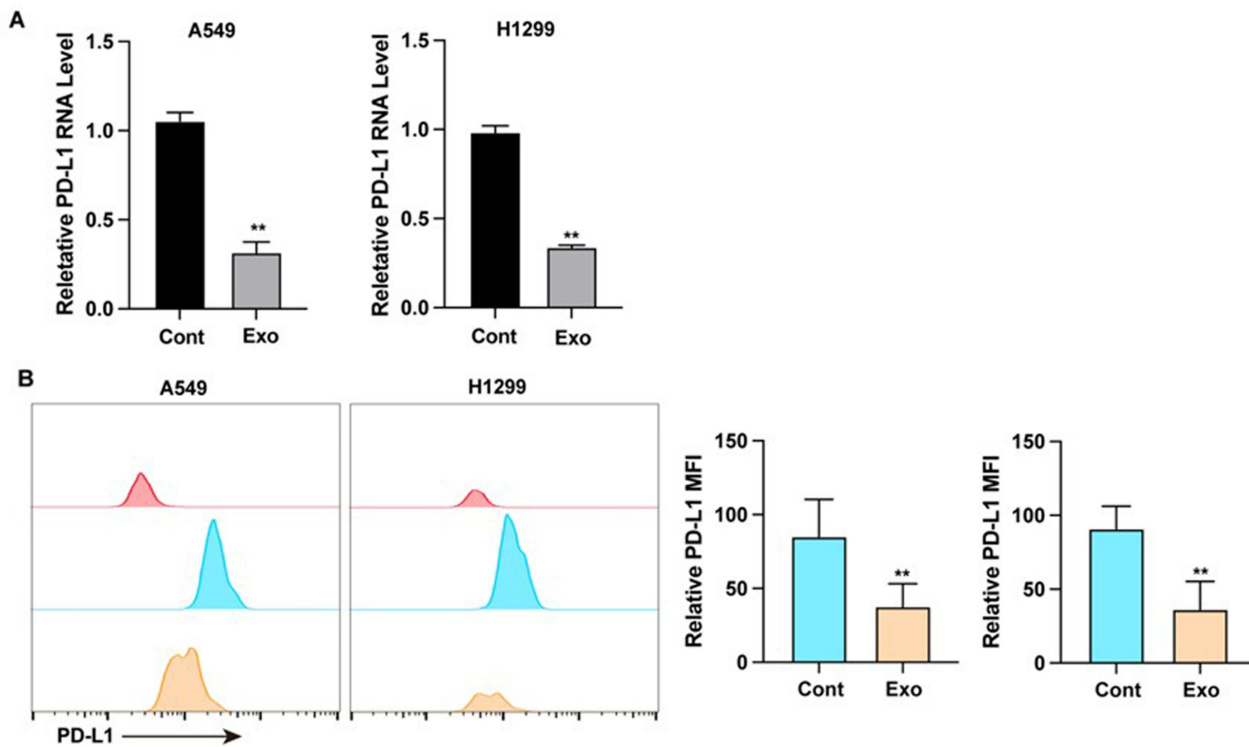 A
A549
H1299
Reletative PD-L1 RNA Level
1.5
1.0
0.5
0.0
**
Cont
Exo
Reletative PD-L1 RNA Level
1.5
1.0
0.5
0.0
**
Cont
Exo
B
A549
H1299
PD-L1
Relative PD-L1 MFI
150
100
50
0
**
Cont
Exo
Relative PD-L1 MFI
150
100
50
0
**
Cont
Exo